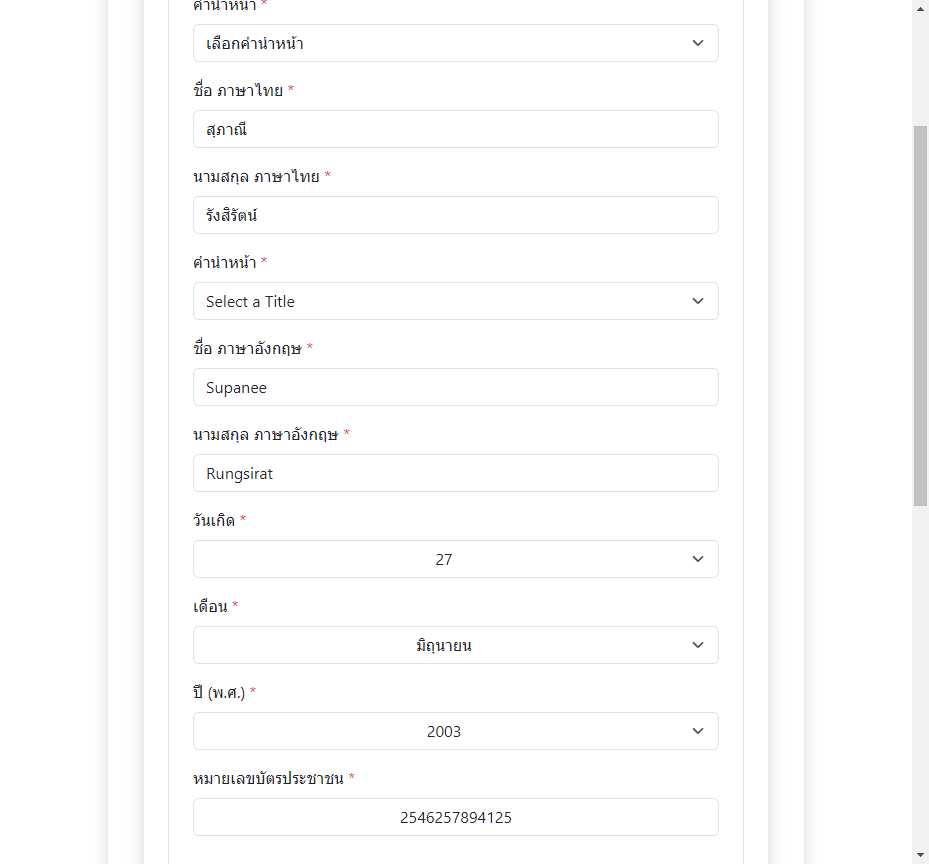 คำนำหน้า *
เลือกคำนำหน้า
ชื่อ ภาษาไทย *
สุภาณี
นามสกุล ภาษาไทย *
รังสิรัตน์
คำนำหน้า *
Select a Title
ชื่อ ภาษาอังกฤษ *
Supanee
นามสกุล ภาษาอังกฤษ *
Rungsirat
วันเกิด *
27
เดือน *
มิถุนายน
ปี (พ.ศ.) *
2003
หมายเลขบัตรประชาชน *
2546257894125